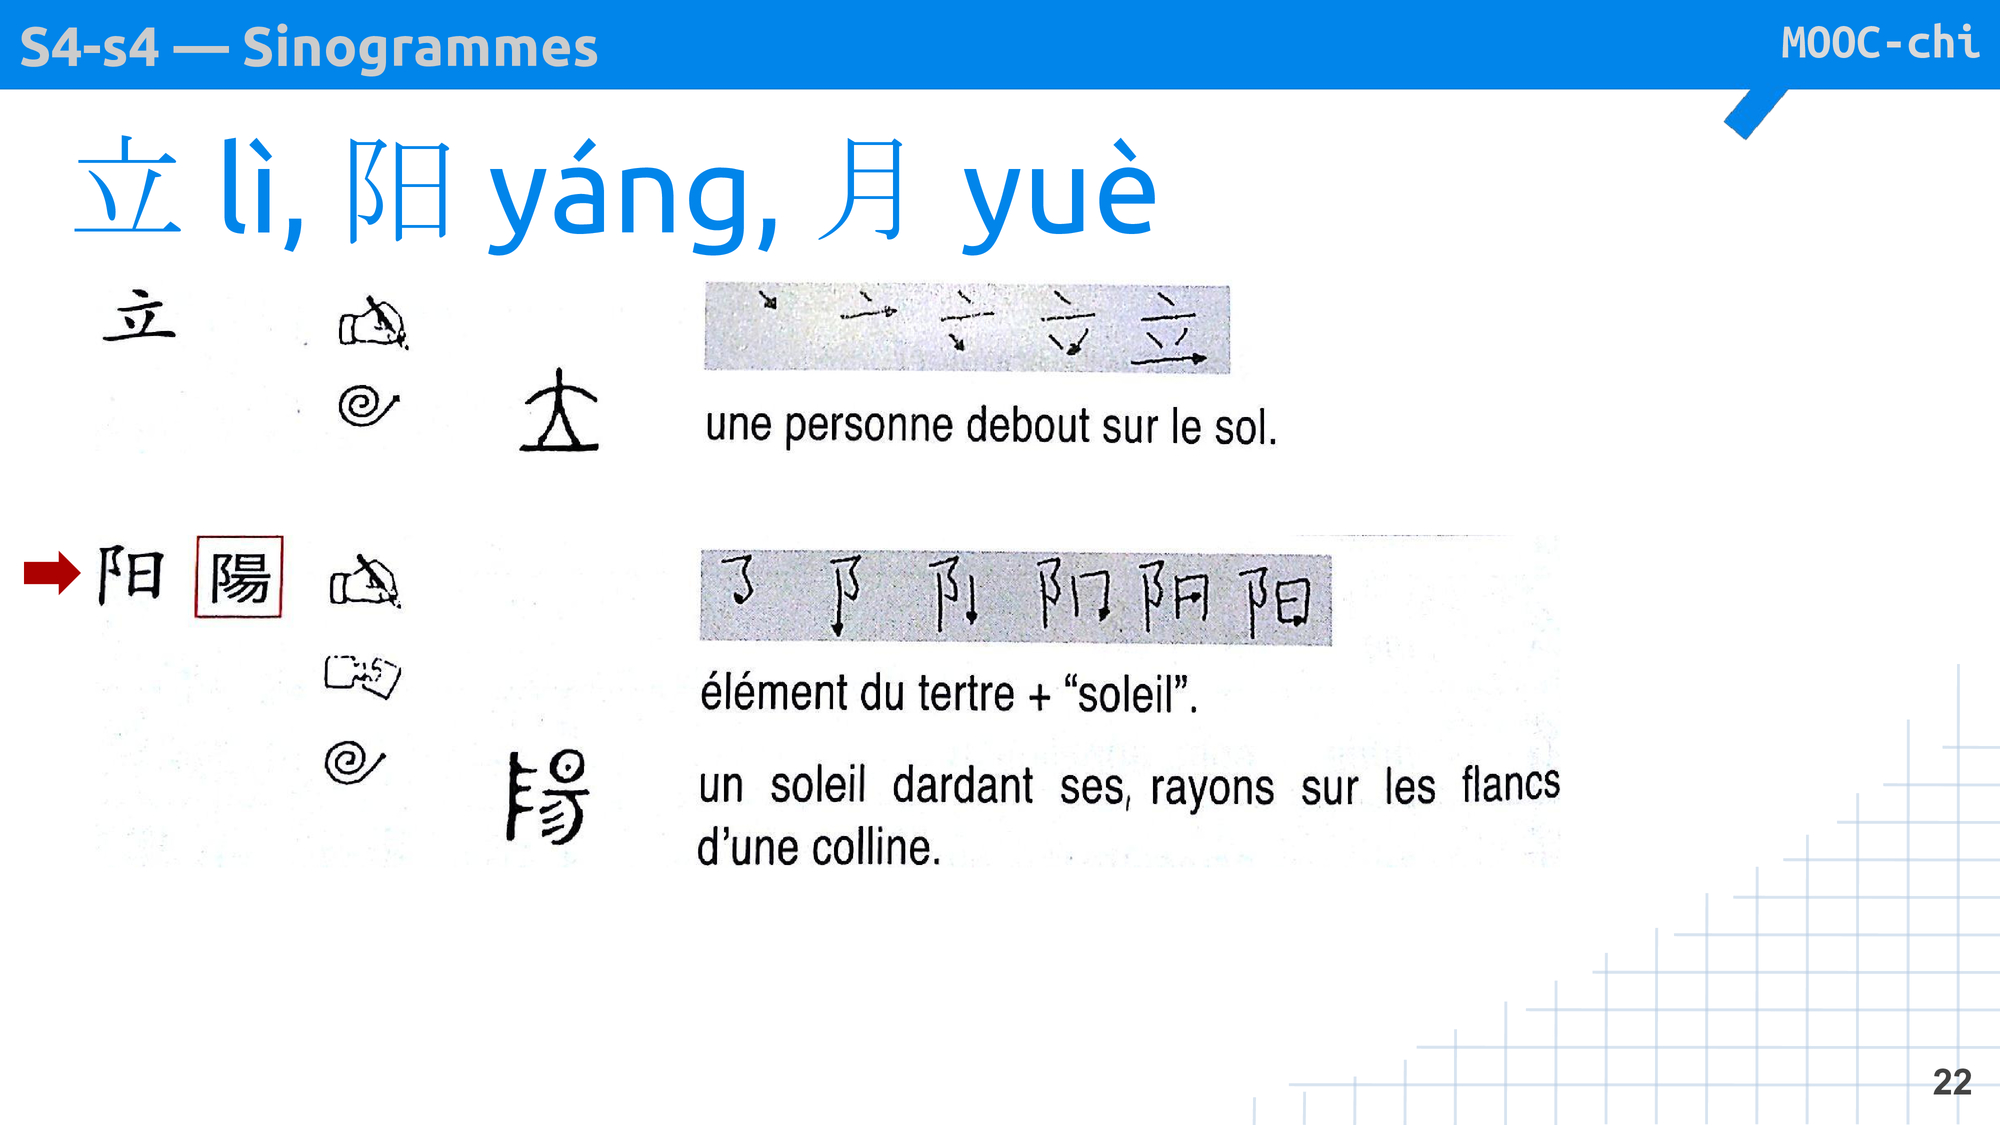 S4-s4 — Sinogrammes
MOOC-chi
立 lì, 阳 yáng, 月 yuè
立
une personne debout sur le sol.
阳 陽
élément du tertre + “soleil”.
un soleil dardant ses, rayons sur les flancs
d’une colline.
22